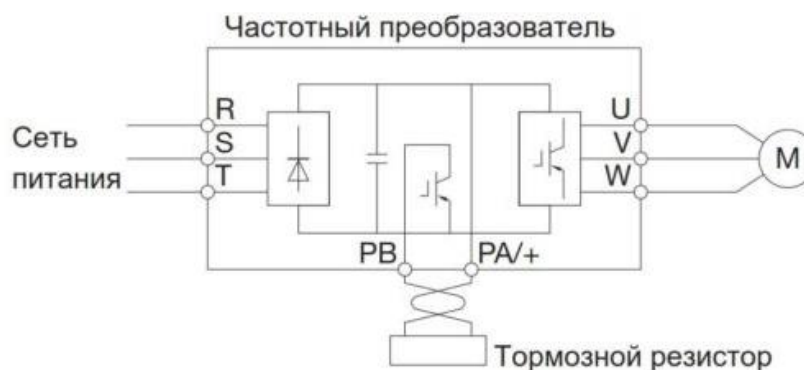 Частотный преобразователь
R
S
T
Сеть
питания
U
V
W
M
PB
PA/+
Тормозной резистор